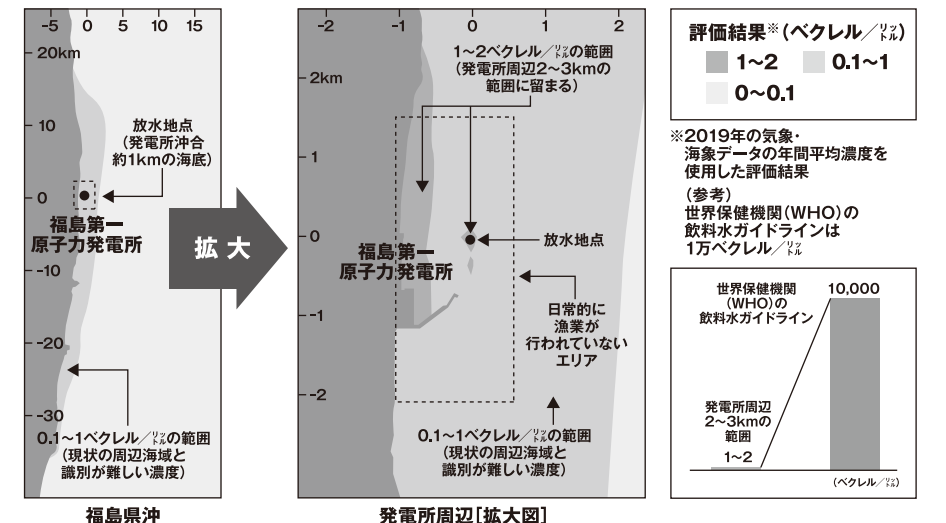 -5 0 5 10 15
20km
10
0
-10
-20
-30
放水地点
(発電所沖合
約1kmの海底)
福島第一
原子力発電所
0.1〜1ベクレル/リットルの範囲
(現状の周辺海域と
識別が難しい濃度)
福島県沖
拡大
-2 -1 0 1 2
2km
1
0
-1
-2
1〜2ベクレル/リットルの範囲
(発電所周辺2〜3kmの
範囲に留まる)
放水地点
福島第一
原子力発電所
日常的に
漁業が
行われていない
エリア
0.1〜1ベクレル/リットルの範囲
(現状の周辺海域と
識別が難しい濃度)
発電所周辺[拡大図]
評価結果※(ベクレル/リットル)
1〜2 0.1〜1
0〜0.1
※2019年の気象・
海象データの年間平均濃度を
使用した評価結果
(参考)
世界保健機関(WHO)の
飲料水ガイドラインは
1万ベクレル/リットル
世界保健機関
(WHO)の
飲料水ガイドライン
10,000
発電所周辺
2〜3kmの
範囲
1〜2
(ベクレル/リットル)